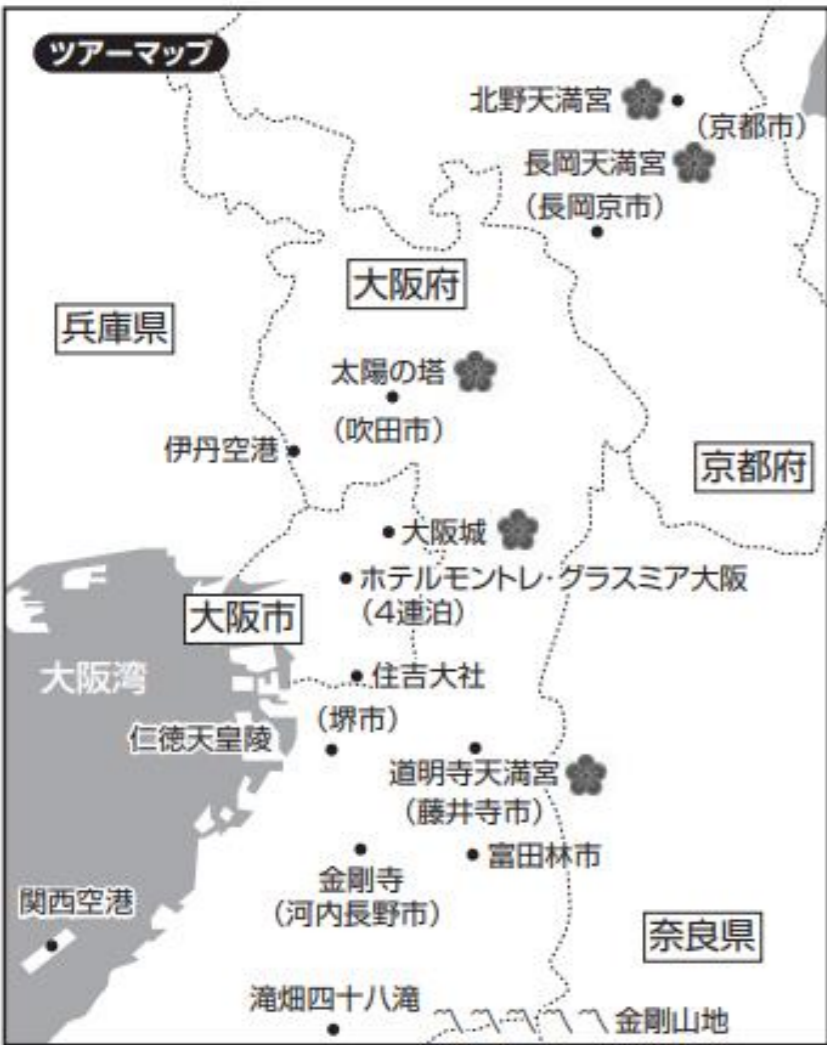 ツアーマップ
北野天満宮
(京都市)
長岡天満宮
(長岡京市)
大阪府
兵庫県
太陽の塔
(吹田市)
伊丹空港
京都府
大阪城
ホテルモントレ・グラスミア大阪
(4連泊)
大阪市
住吉大社
大阪湾
(堺市)
仁徳天皇陵
道明寺天満宮
(藤井寺市)
富田林市
金剛寺
(河内長野市)
関西空港
奈良県
滝畑四十八滝
金剛山地